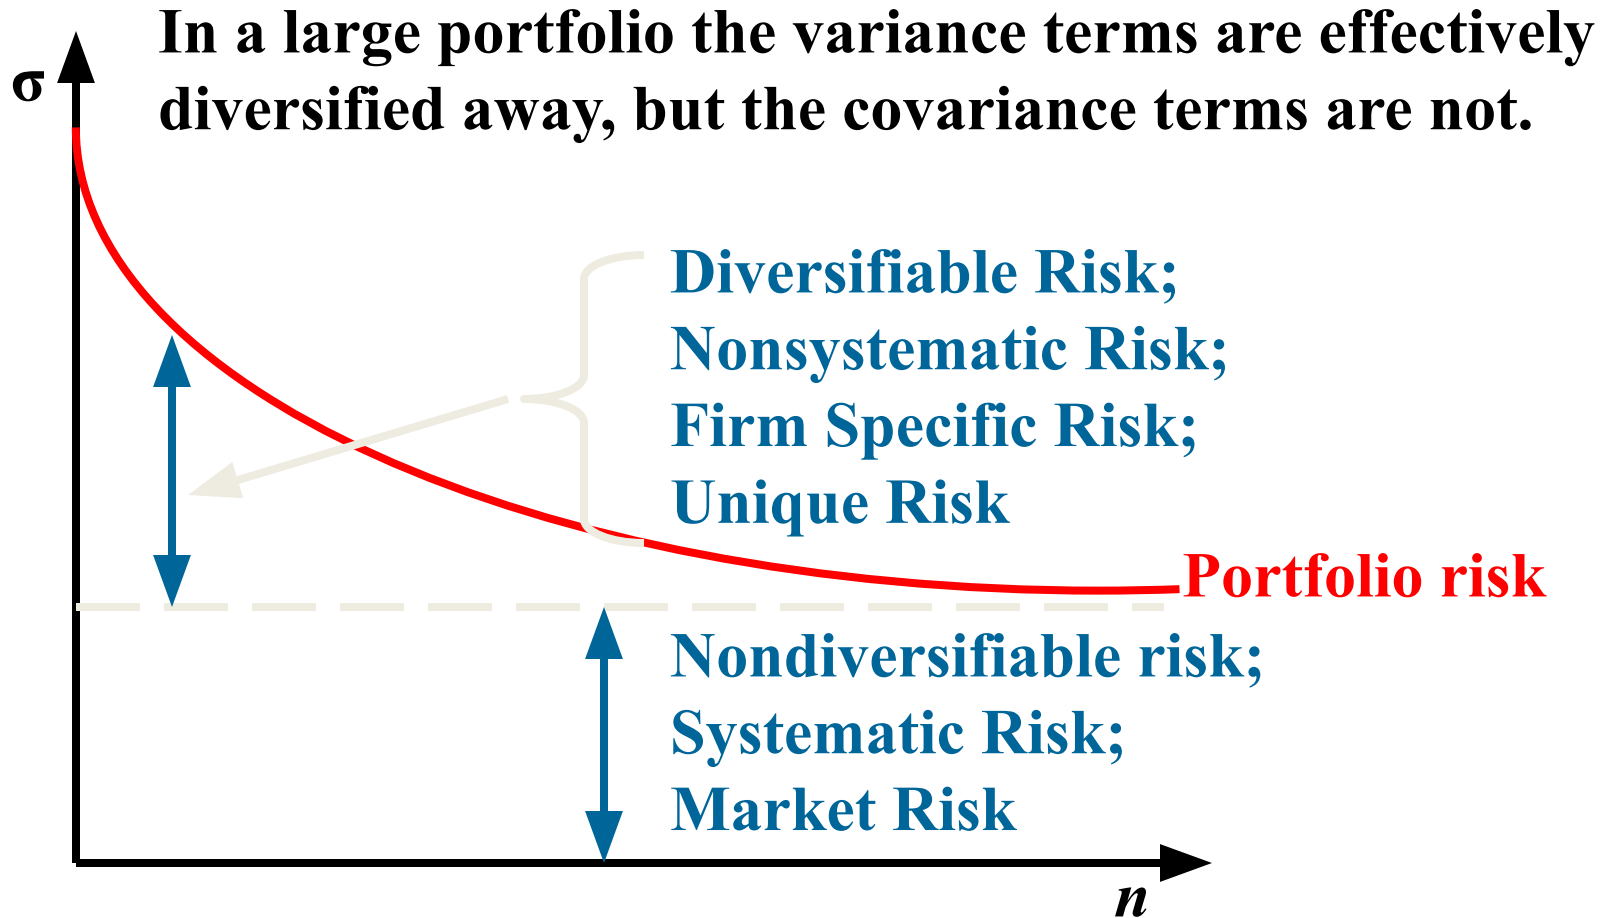 In a large portfolio the variance terms are effectively
diversified away, but the covariance terms are not.
σ
Diversifiable Risk;
Nonsystematic Risk;
Firm Specific Risk;
Unique Risk
Portfolio risk
Nondiversifiable risk;
Systematic Risk;
Market Risk
n